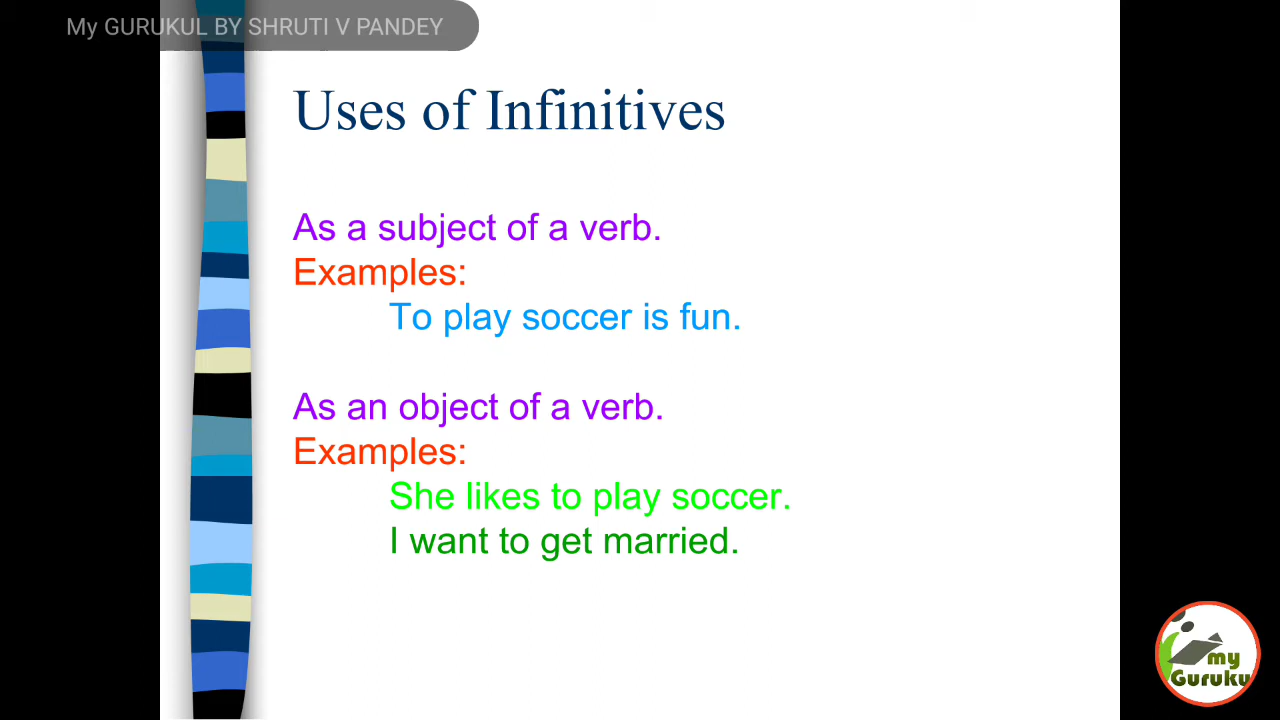 My GURUKUL BY SHRUTI V PANDEY
Uses of Infinitives
As a subject of a verb.
Examples:
To play soccer is fun.
As an object of a verb.
Examples:
She likes to play soccer.
I want to get married.
my
Guruku